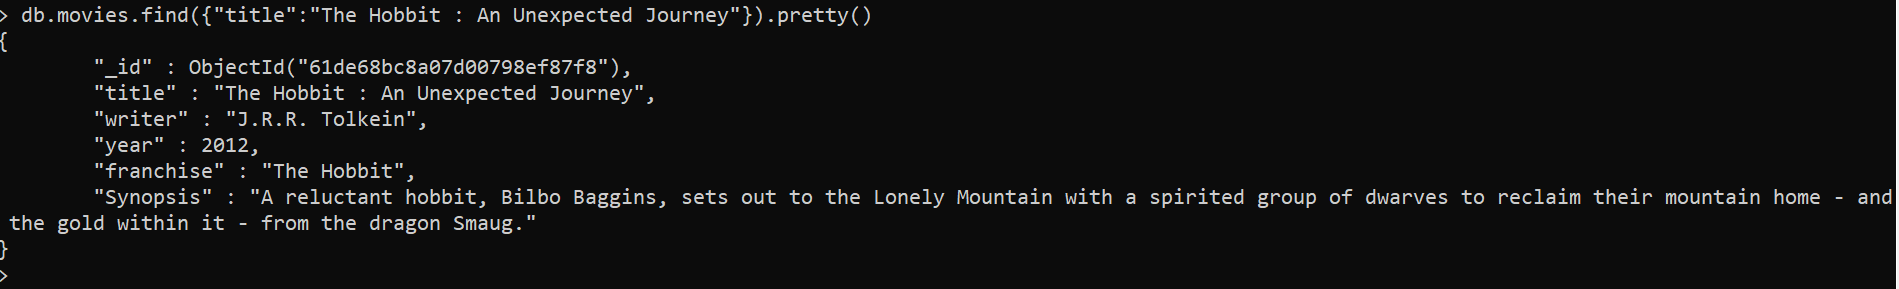 > db.movies.find({"title":"The Hobbit : An Unexpected Journey"}).pretty()
{
        "_id" : ObjectId("61de68bc8a07d00798ef87f8"),
        "title" : "The Hobbit : An Unexpected Journey",
        "writer" : "J.R.R. Tolkein",
        "year" : 2012,
        "franchise" : "The Hobbit",
        "Synopsis" : "A reluctant hobbit, Bilbo Baggins, sets out to the Lonely Mountain with a spirited group of dwarves to reclaim their mountain home - and
 the gold within it - from the dragon Smaug."
}
>